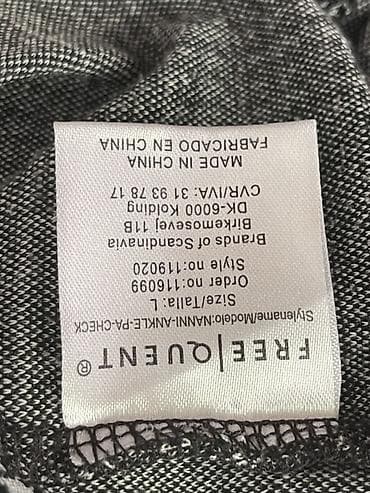 FREE|QUENT®
Stylename/Modelo:NANNI-ANKLE-PA-CHECK
Size/Talla: L
Order no:116099
Style no:119020
Brands of Scandinavia
Birkemosevej 11B
DK-6000 Kolding
CVR/IVA: 31 93 78 17
MADE IN CHINA
FABRICADO EN CHINA